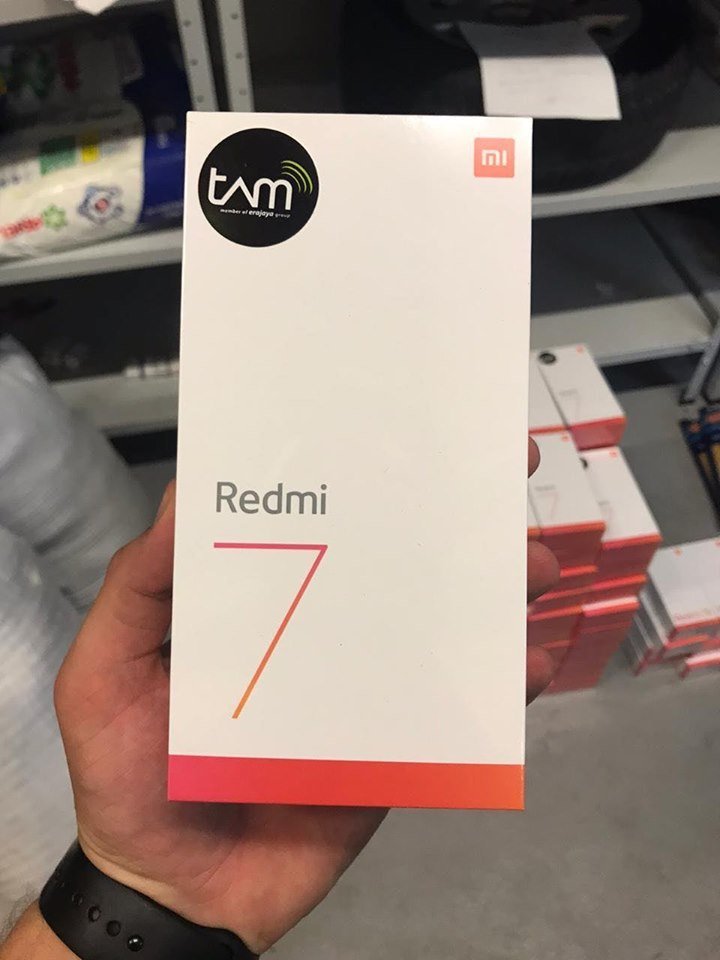 tam
member of erajaya group
mi
Redmi
7